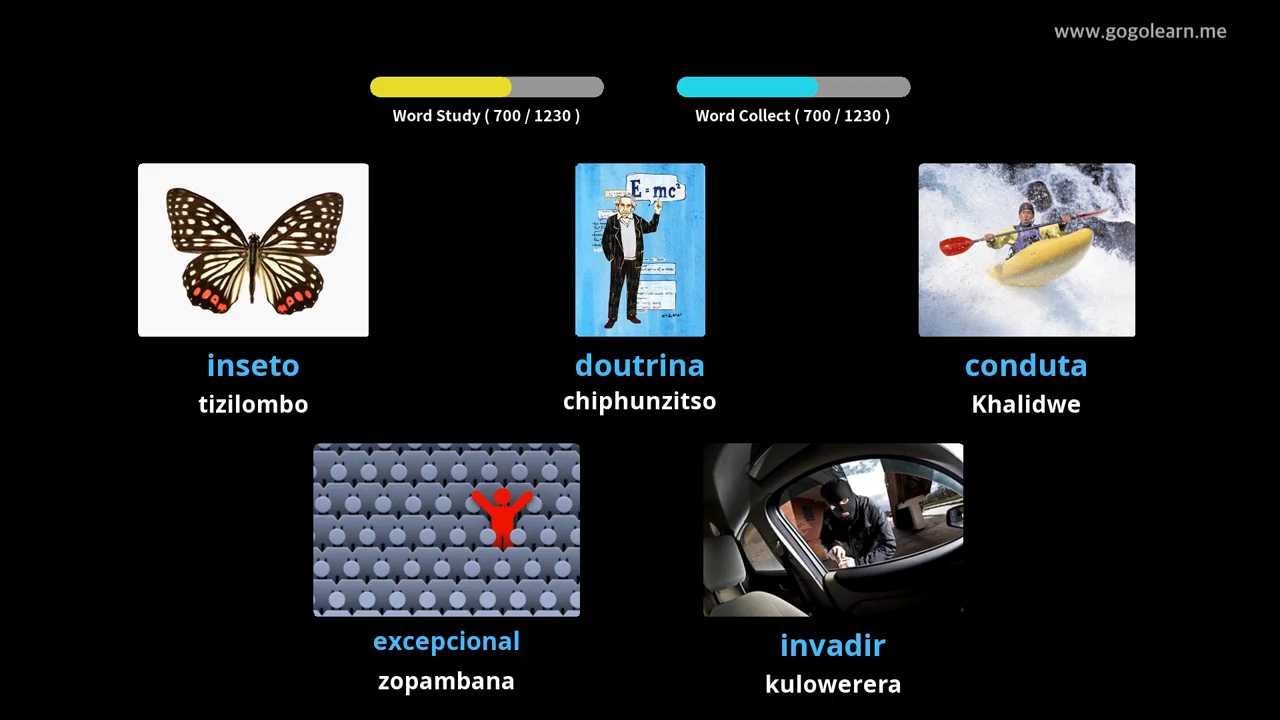 www.gogolearn.me
Word Study ( 700 / 1230 )
Word Collect ( 700 / 1230 )
E=mc²
inseto
doutrina
conduta
tizilombo
chiphunzitso
Khalidwe
excepcional
invadir
zopambana
kulowerera